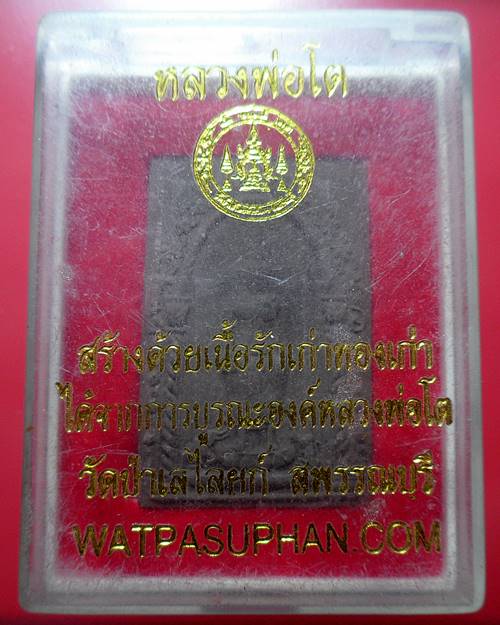 หลวงพ่อโต
สร้างด้วยเนื้อรักเก่าทองเก่า
ได้จากการบูรณะองค์หลวงพ่อโต
วัดป่าเลไลยก์ สุพรรณบุรี
WATPASUPHAN.COM